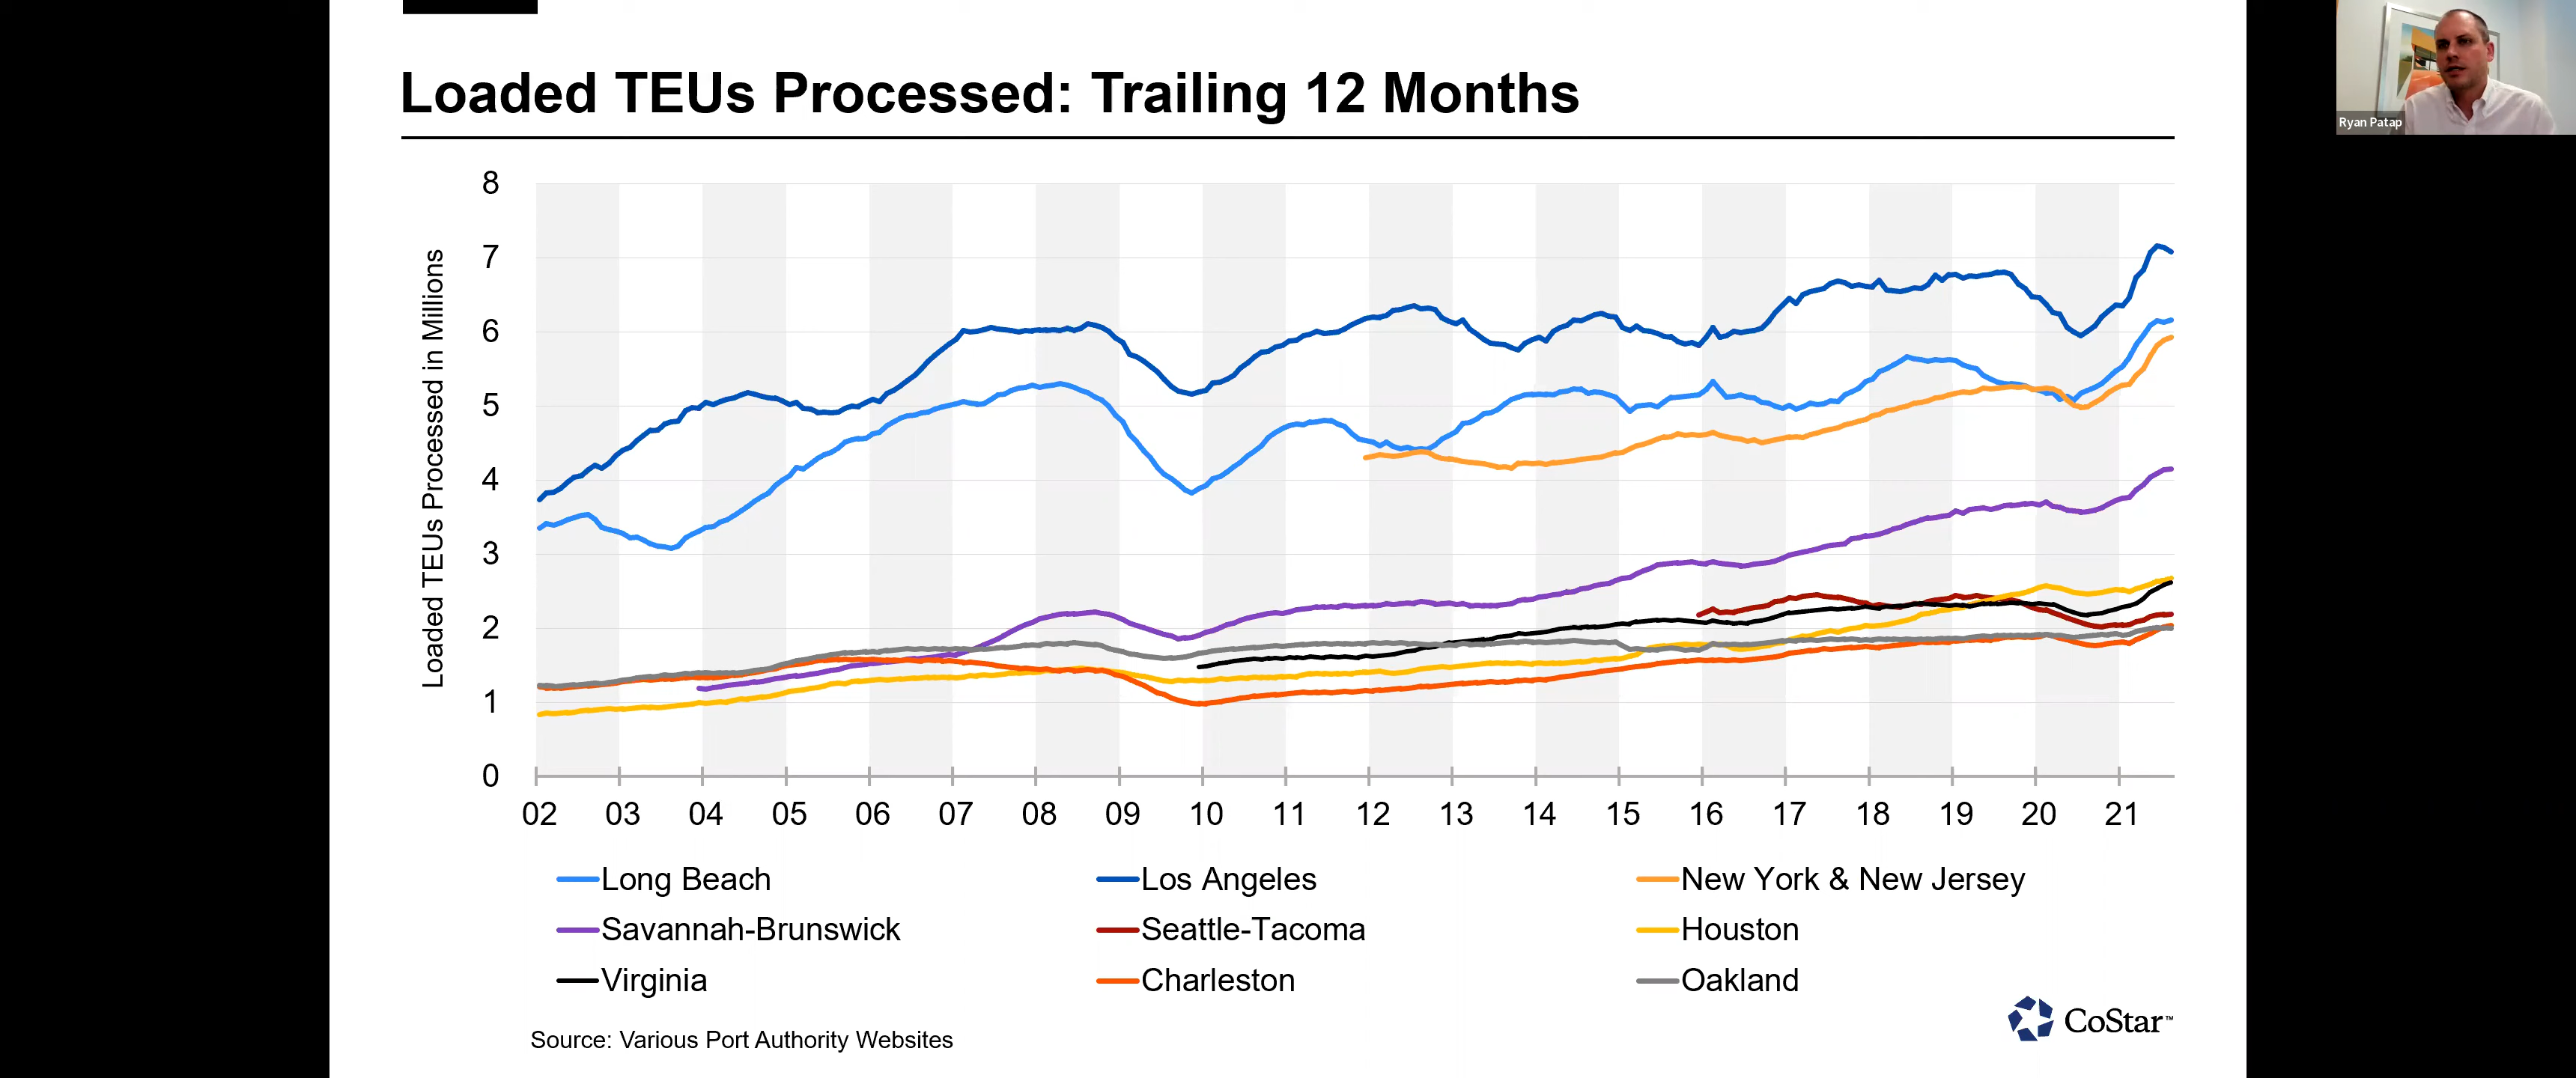 Loaded TEUs Processed: Trailing 12 Months
Ryan Patap
Loaded TEUs Processed in Millions
8
7
6
5
4
3
2
1
0
02 03 04 05 06 07 08 09 10 11 12 13 14 15 16 17 18 19 20 21
Long Beach Los Angeles New York & New Jersey
Savannah-Brunswick Seattle-Tacoma Houston
Virginia Charleston Oakland
Source: Various Port Authority Websites
CoStar™